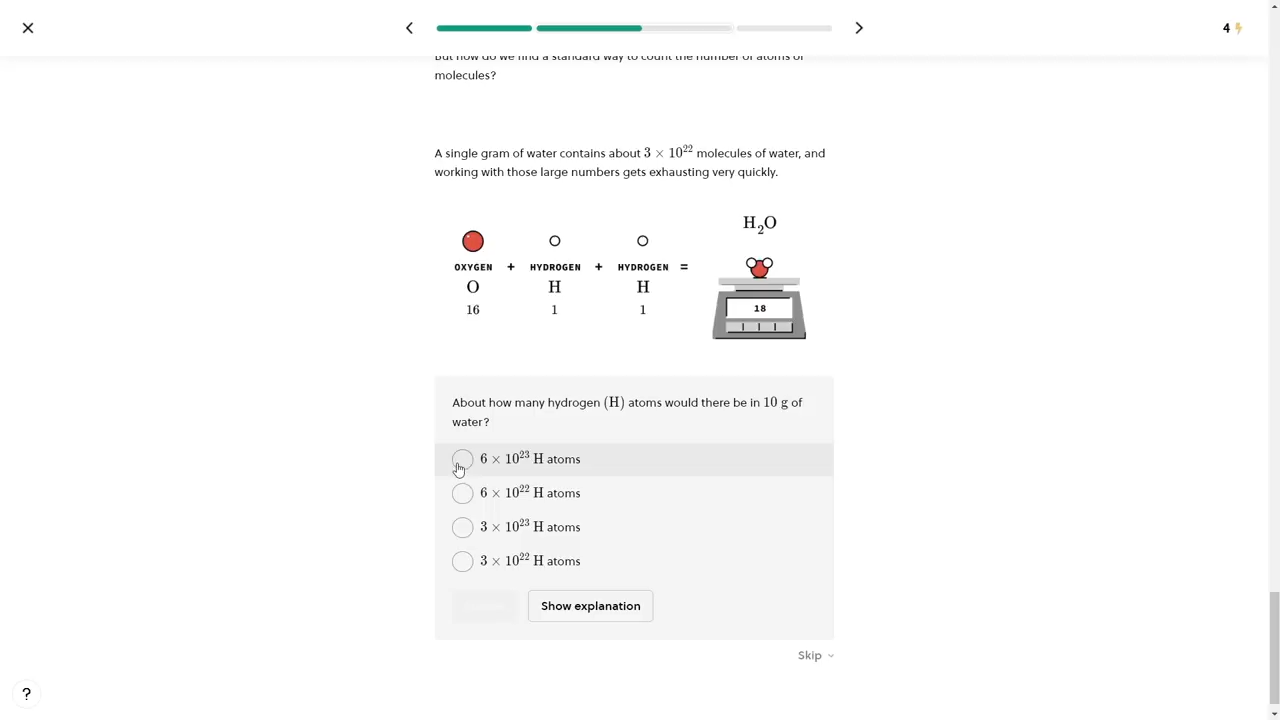 4
But how do we find a standard way to count the number of atoms or
molecules?
A single gram of water contains about 3 × 10²² molecules of water, and
working with those large numbers gets exhausting very quickly.
H₂O
OXYGEN + HYDROGEN + HYDROGEN =
O H H
16 1 1
18
About how many hydrogen (H) atoms would there be in 10 g of
water?
6 × 10²³ H atoms
6 × 10²² H atoms
3 × 10²³ H atoms
3 × 10²² H atoms
Show explanation
Skip
?